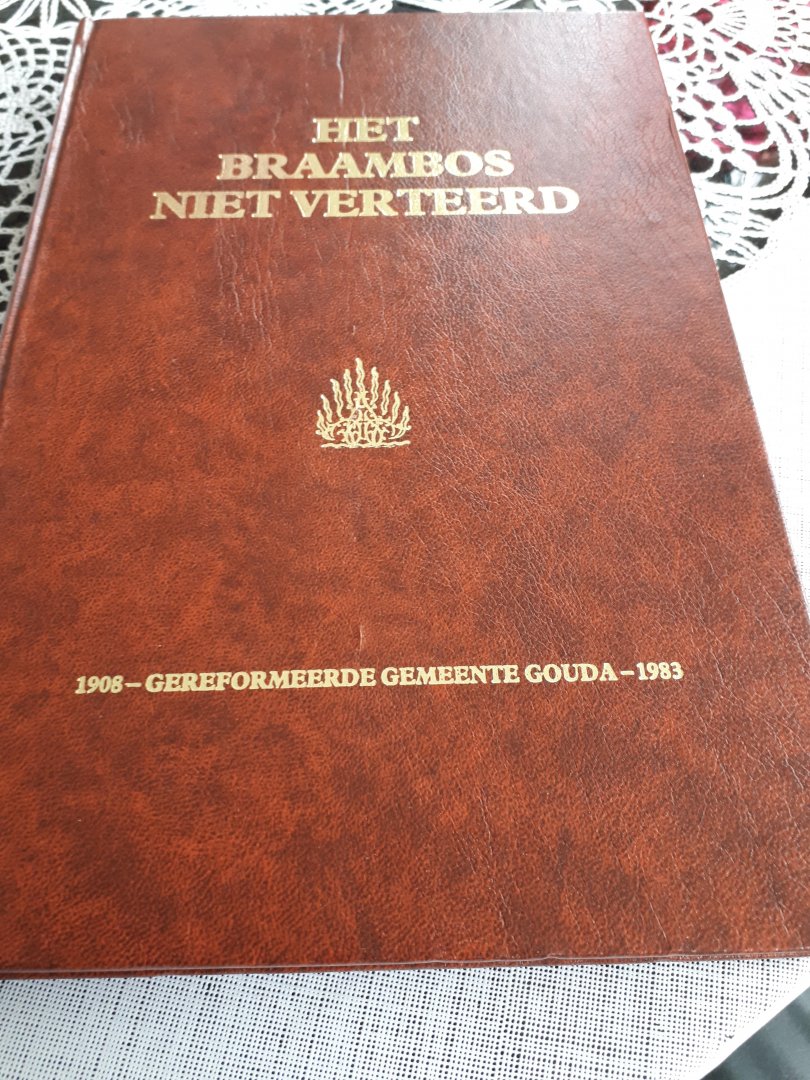 HET
BRAAMBOS
NIET VERTEERD
1908 – GEREFORMEERDE GEMEENTE GOUDA – 1983